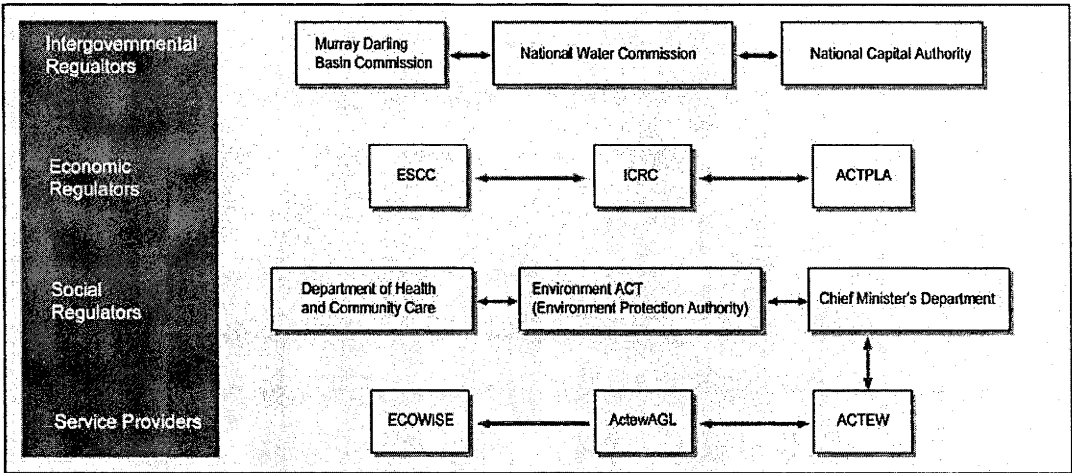 Intergovernmental
Regualtors
Murray Darling
Basin Commission
National Water Commission
National Capital Authority
Economic
Regulators
ESCC
ICRC
ACTPLA
Social
Regulators
Department of Health
and Community Care
Environment ACT
(Environment Protection Authority)
Chief Minister's Department
Service Providers
ECOWISE
ActewAGL
ACTEW